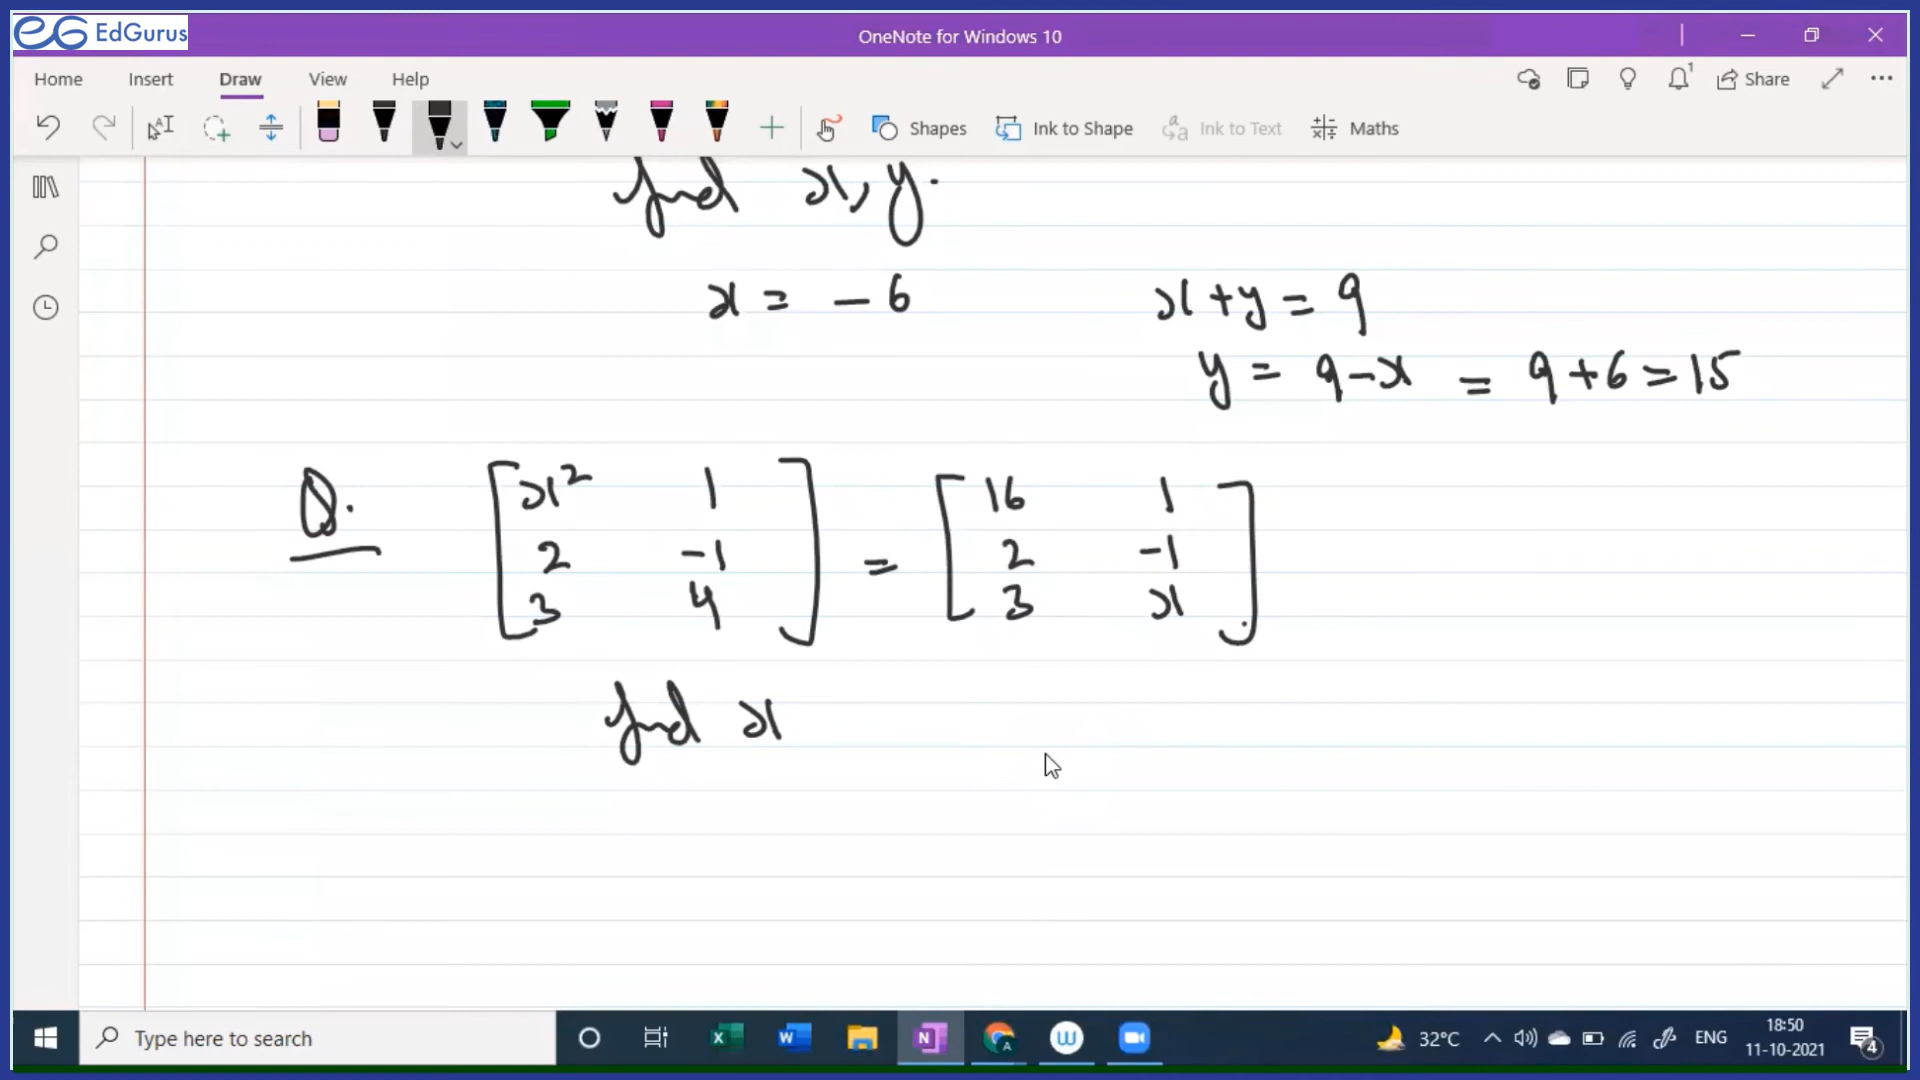 EdGurus
OneNote for Windows 10
Home Insert Draw View Help
1
Share
Shapes Ink to Shape Ink to Text Maths
find x, y.
x = - 6
x + y = 9
y = 9 - x = 9 + 6 = 15
Q. [x² 1 = [16 1
2 -1 2 -1
3 4] 3 x]
find x
Type here to search
32°C ENG 18:50
11-10-2021
4